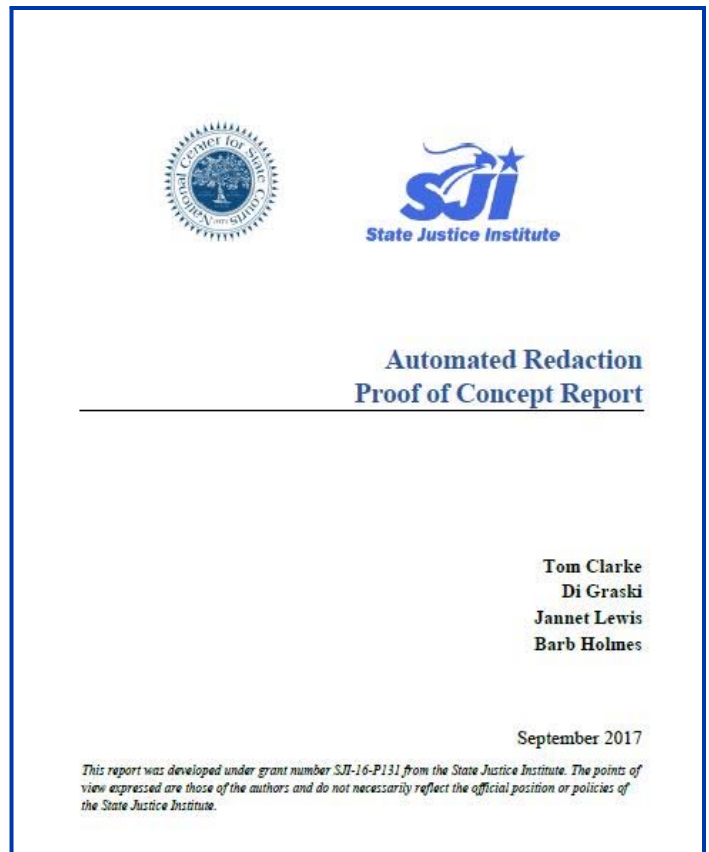 National Center for State Courts
SJI
State Justice Institute
Automated Redaction
Proof of Concept Report
Tom Clarke
Di Graski
Jannet Lewis
Barb Holmes
September 2017
This report was developed under grant number SJI-16-P131 from the State Justice Institute. The points of
view expressed are those of the authors and do not necessarily reflect the official position or policies of
the State Justice Institute.